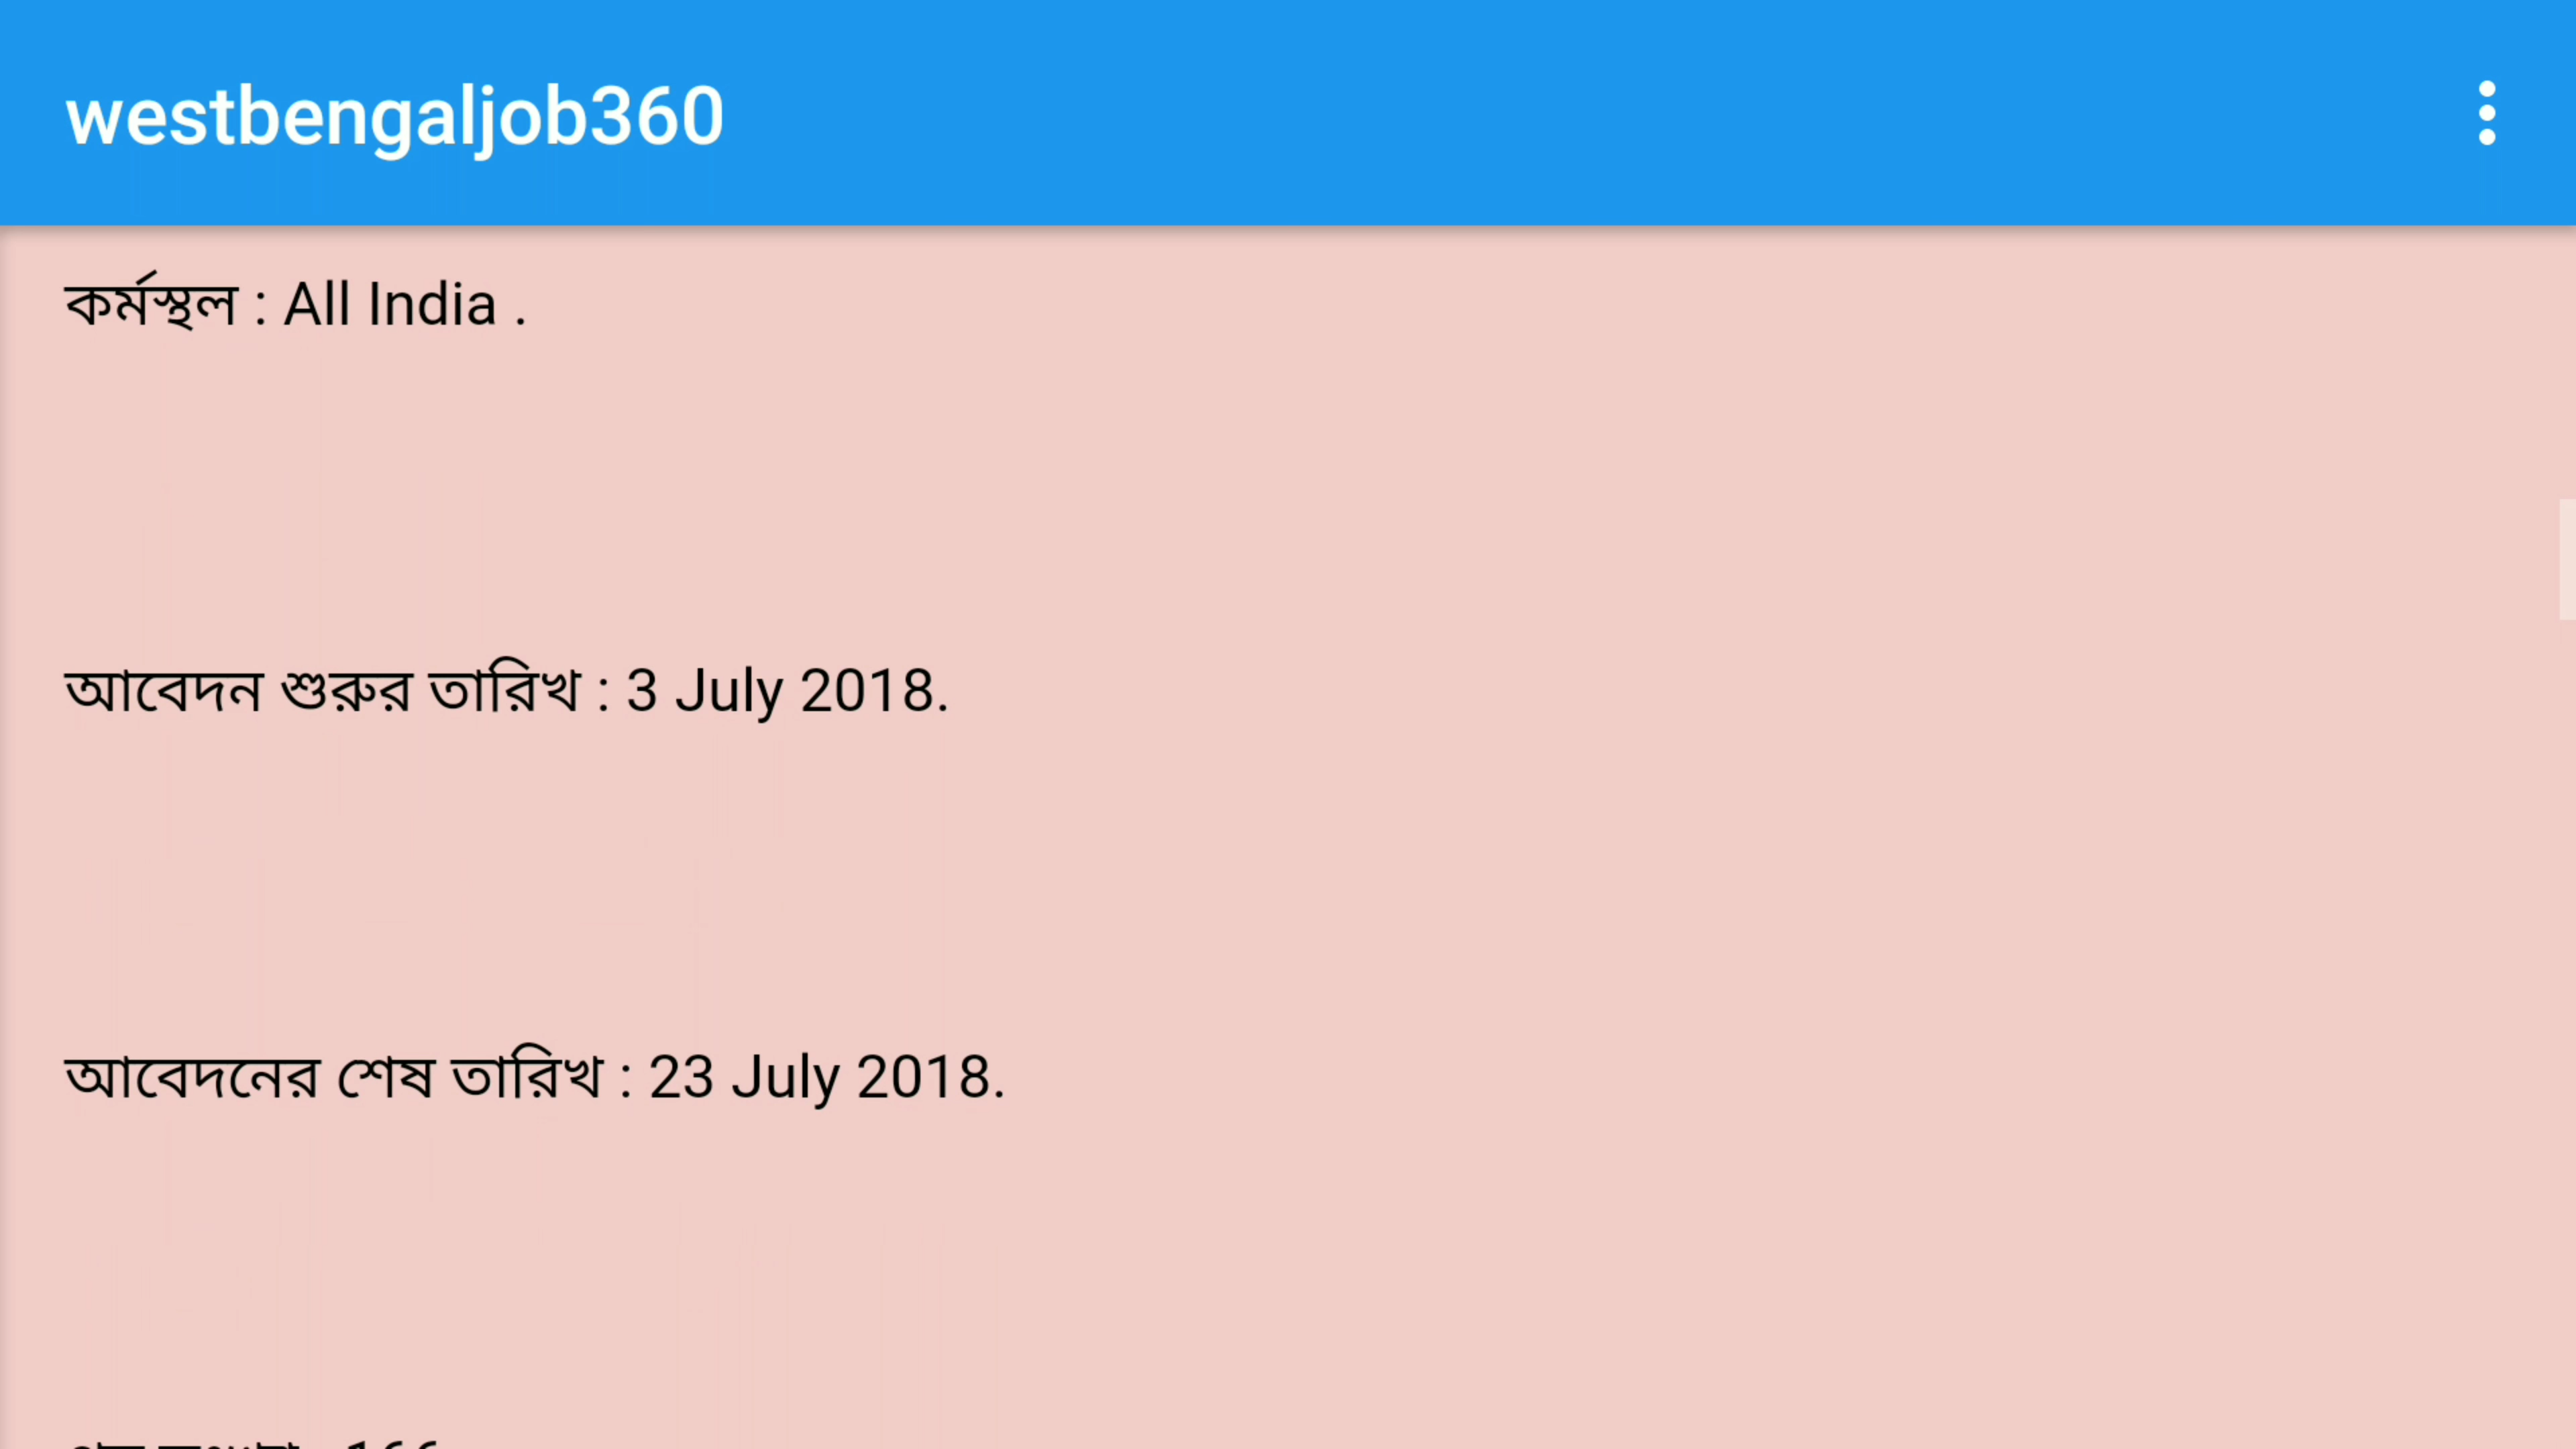 westbengaljob360
কর্মস্থল : All India .
আবেদন শুরুর তারিখ : 3 July 2018.
আবেদনের শেষ তারিখ : 23 July 2018.